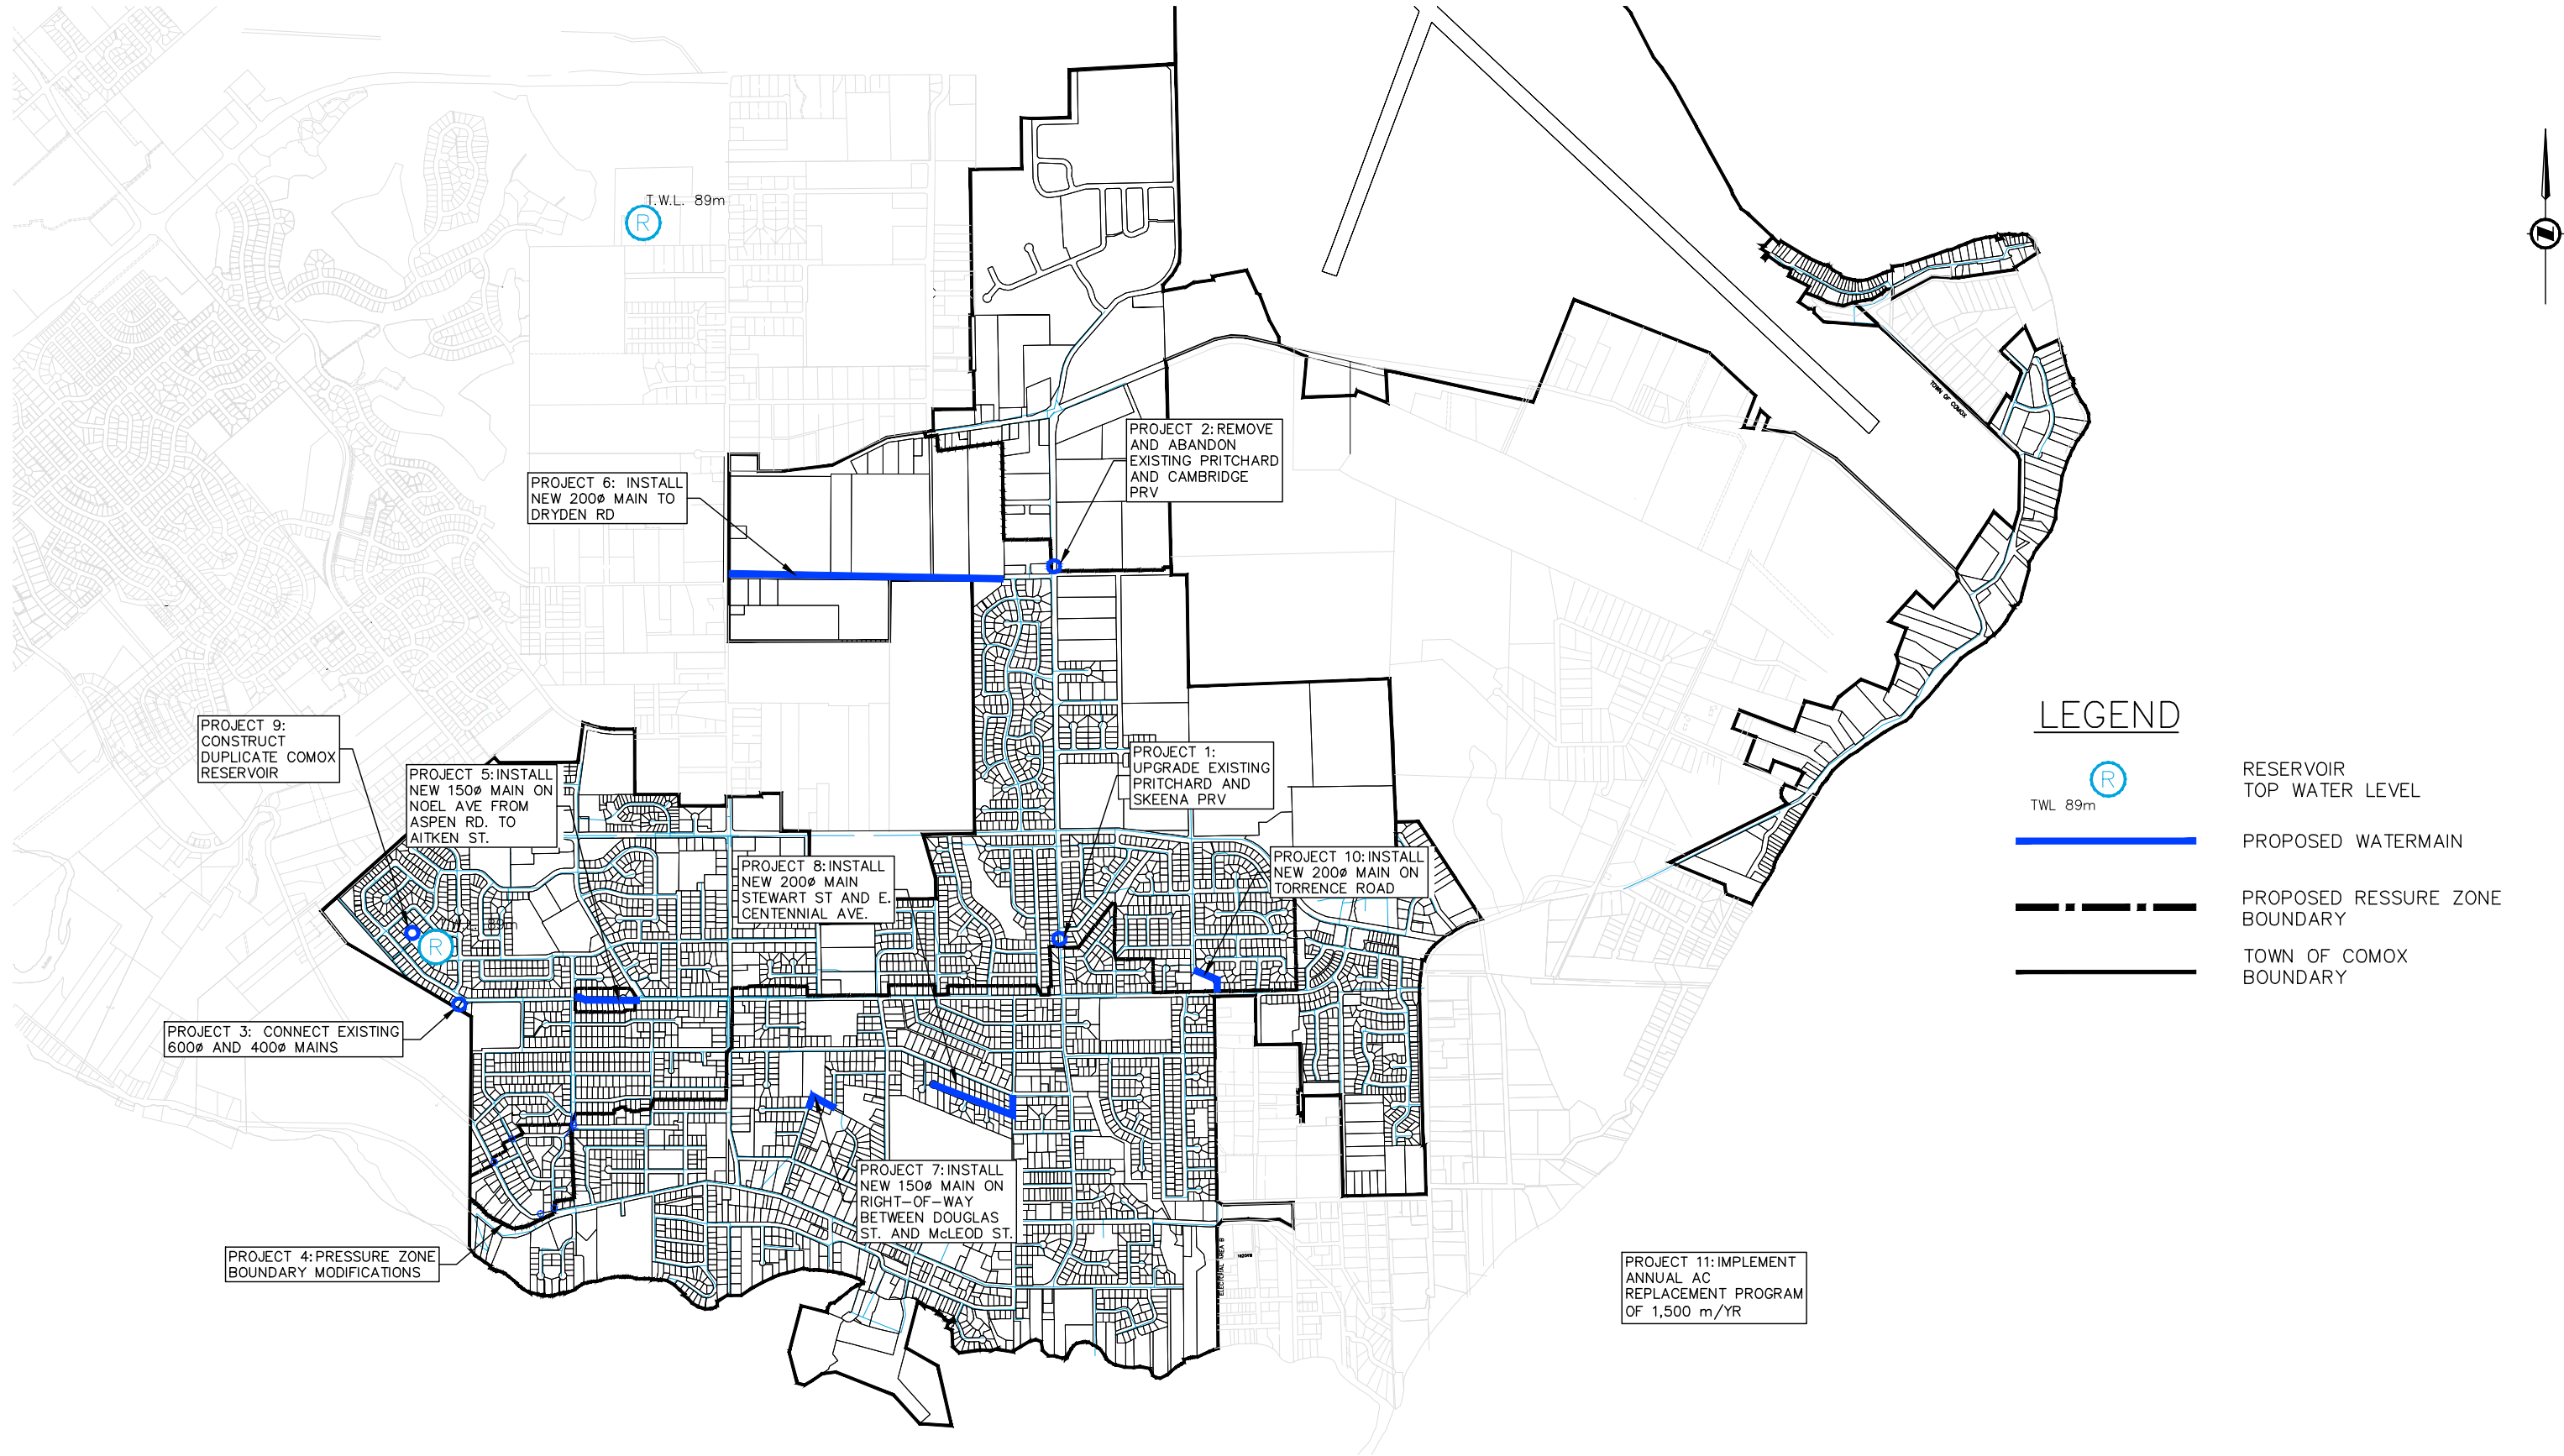 T.W.L. 89m
R
PROJECT 2: REMOVE
AND ABANDON
EXISTING PRITCHARD
AND CAMBRIDGE
PRV
PROJECT 6: INSTALL
NEW 200ø MAIN TO
DRYDEN RD
TOWN OF COMOX
PROJECT 9:
CONSTRUCT
DUPLICATE COMOX
RESERVOIR
PROJECT 5: INSTALL
NEW 150ø MAIN ON
NOEL AVE FROM
ASPEN RD. TO
AITKEN ST.
PROJECT 1:
UPGRADE EXISTING
PRITCHARD AND
SKEENA PRV
PROJECT 8: INSTALL
NEW 200ø MAIN
STEWART ST AND E.
CENTENNIAL AVE.
PROJECT 10: INSTALL
NEW 200ø MAIN ON
TORRENCE ROAD
R
89m
PROJECT 3: CONNECT EXISTING
600ø AND 400ø MAINS
PROJECT 7: INSTALL
NEW 150ø MAIN ON
RIGHT-OF-WAY
BETWEEN DOUGLAS
ST. AND McLEOD ST.
PROJECT 4: PRESSURE ZONE
BOUNDARY MODIFICATIONS
ELECTORAL AREA B
PROJECT 11: IMPLEMENT
ANNUAL AC
REPLACEMENT PROGRAM
OF 1,500 m/YR
LEGEND
R
TWL 89m
RESERVOIR
TOP WATER LEVEL
PROPOSED WATERMAIN
PROPOSED RESSURE ZONE
BOUNDARY
TOWN OF COMOX
BOUNDARY